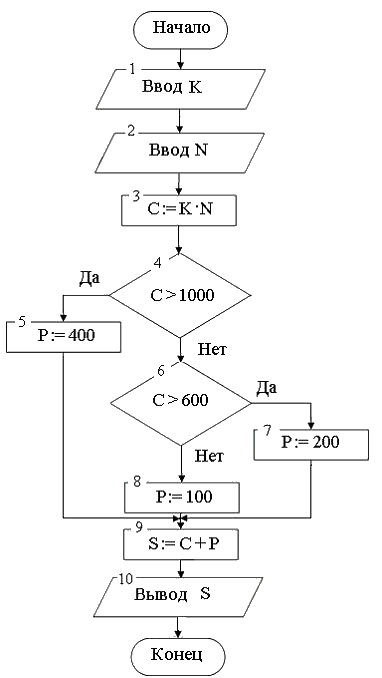 Начало
1
Ввод K
2
Ввод N
3
C:=K·N
4
C>1000
Да
5
P:=400
Нет
6
C>600
Да
7
P:=200
Нет
8
P:=100
9
S:=C+P
10
Вывод S
Конец